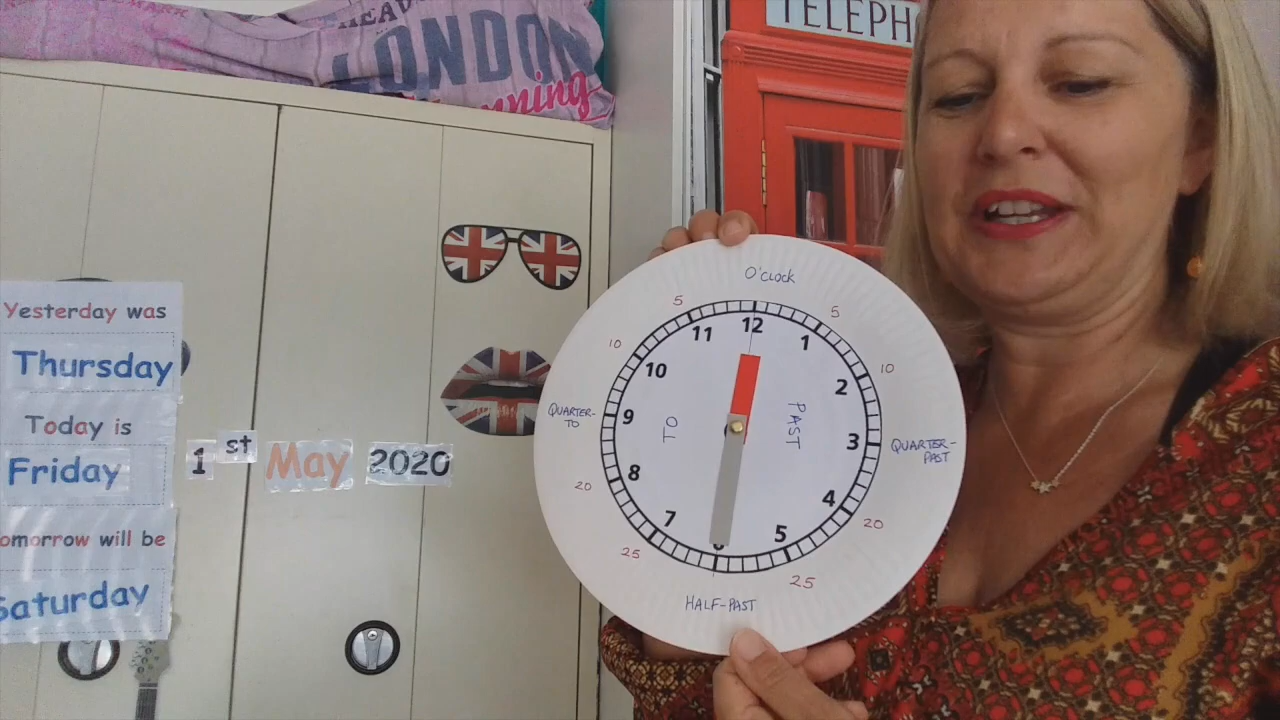 LONDON
TELEPH
Yesterday was
Thursday
Today is
Friday
1st May 2020
omorrow will be
Saturday
O'CLOCK
5
10
QUARTER-
PAST
20
25
HALF-PAST
25
20
QUARTER-
TO
10
5
12
1
2
3
4
5
7
8
9
10
11
PAST
TO